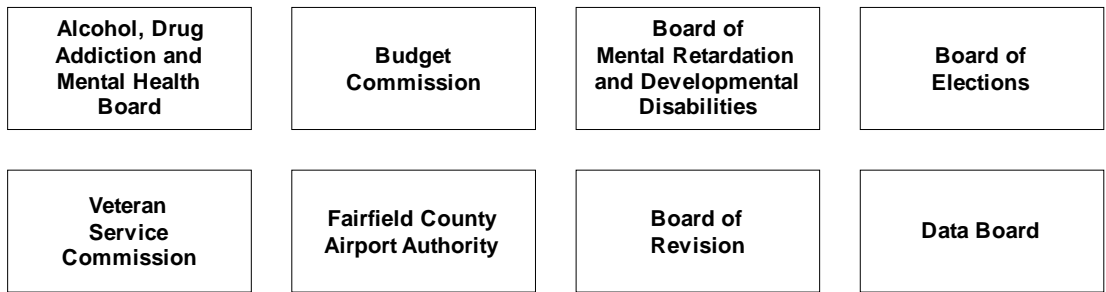 Alcohol, Drug
Addiction and
Mental Health
Board
Budget
Commission
Board of
Mental Retardation
and Developmental
Disabilities
Board of
Elections
Veteran
Service
Commission
Fairfield County
Airport Authority
Board of
Revision
Data Board